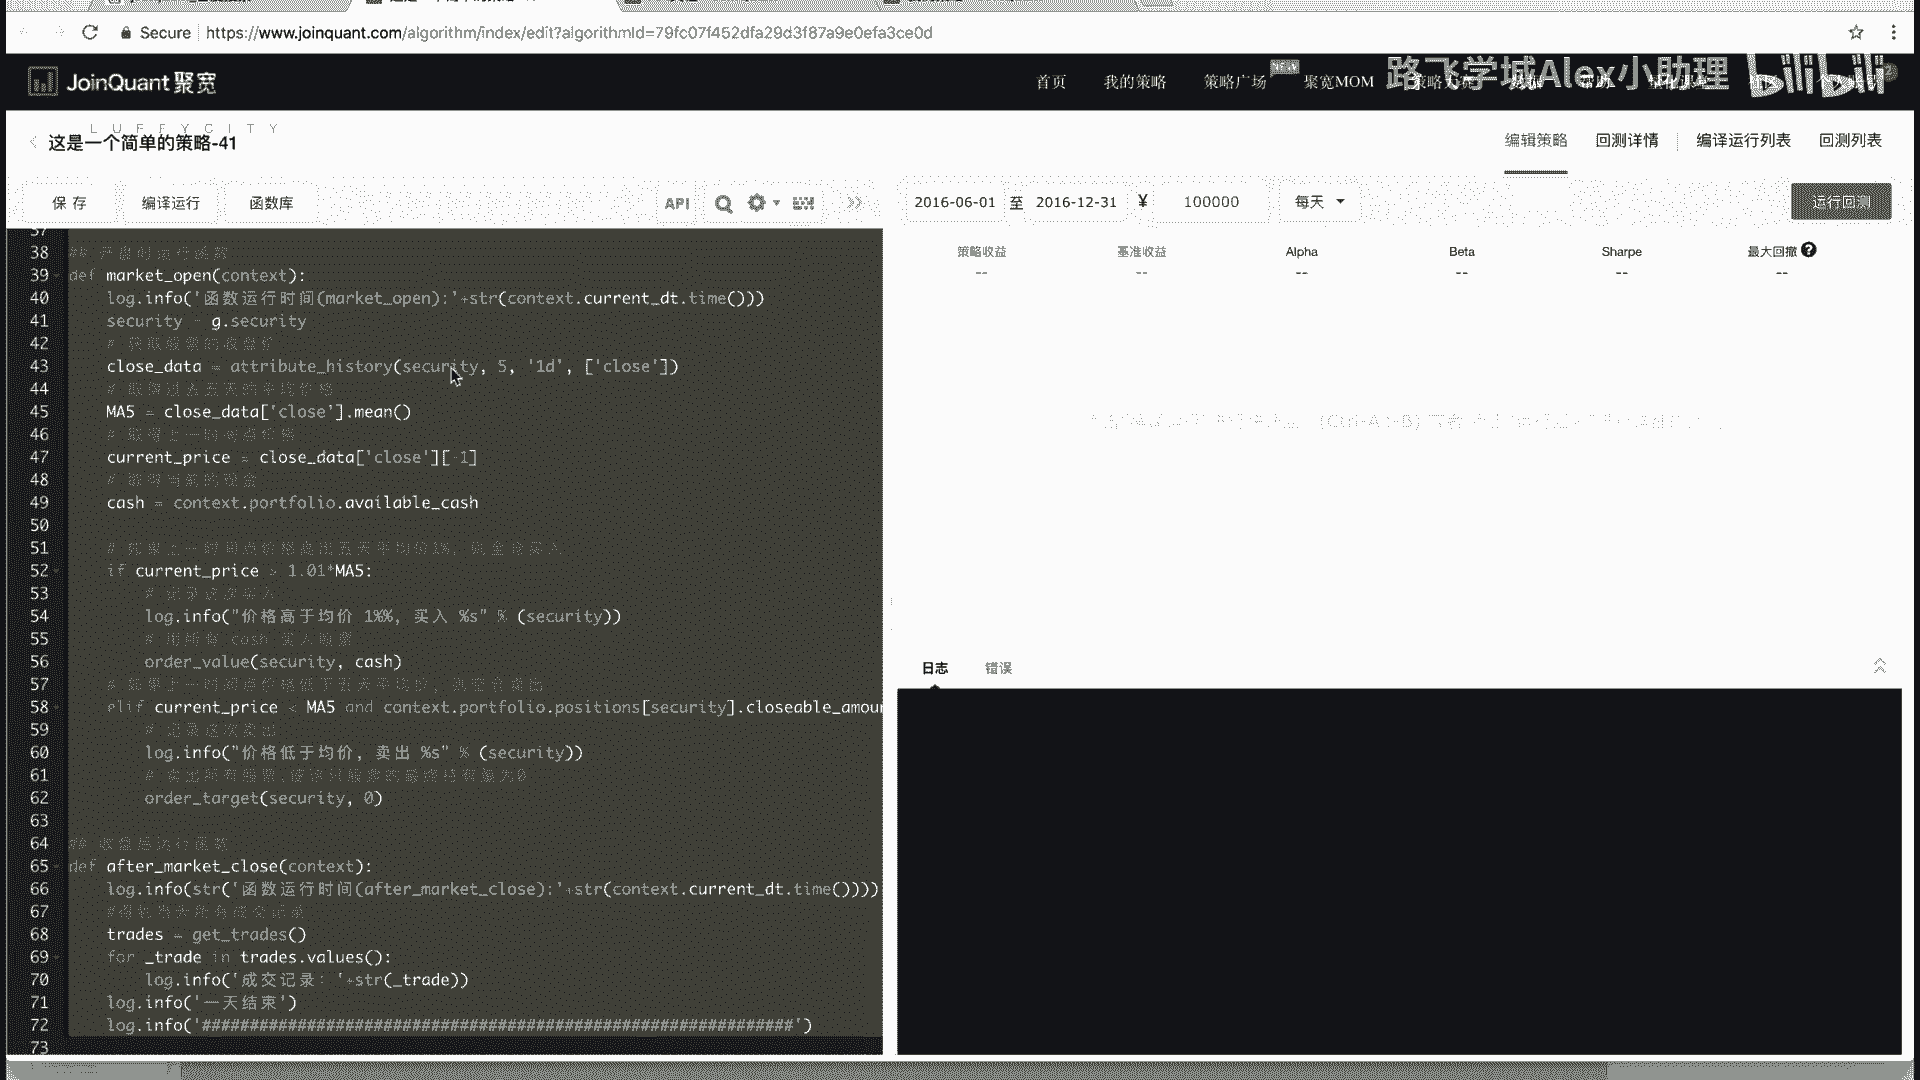 Secure
https://www.joinquant.com/algorithm/index/edit?algorithmId=79fc07f452dfa29d3f87a9e0efa3ce0d
JoinQuant 聚宽
首页 我的策略 策略广场 NEW 聚宽MOM
路飞学城Alex小助理 bilibili
LUFFYCITY
这是一个简单的策略-41
编辑策略 回测详情 编译运行列表 回测列表
保存 编译运行 函数库 API
2016-06-01 至 2016-12-31 ¥ 100000 每天 运行回测
策略收益 基准收益 Alpha Beta Sharpe 最大回撤
-- -- -- -- -- --
37
38 ## 开盘时运行函数
39 def market_open(context):
40 log.info('函数运行时间(market_open):'+str(context.current_dt.time()))
41 security = g.security
42 # 获取股票的收盘价
43 close_data = attribute_history(security, 5, '1d', ['close'])
44 # 取得过去五天的平均价格
45 MA5 = close_data['close'].mean()
46 # 取得上一时间点价格
47 current_price = close_data['close'][-1]
48 # 取得当前的现金
49 cash = context.portfolio.available_cash
50
51 # 如果上一时间点价格高出五天平均价1%, 则全仓买入
52 if current_price > 1.01*MA5:
53 # 记录这次买入
54 log.info("价格高于均价 1%%, 买入 %s" % (security))
55 # 用所有 cash 买入股票
56 order_value(security, cash)
57 # 如果上一时间点价格低于五天平均价, 则空仓卖出
58 elif current_price < MA5 and context.portfolio.positions[security].closeable_amou
59 # 记录这次卖出
60 log.info("价格低于均价, 卖出 %s" % (security))
61 # 卖出所有股票,使这只股票的最终持有量为0
62 order_target(security, 0)
63
64 ## 收盘后运行函数
65 def after_market_close(context):
66 log.info(str('函数运行时间(after_market_close):'+str(context.current_dt.time())))
67 #得到当天所有成交记录
68 trades = get_trades()
69 for _trade in trades.values():
70 log.info('成交记录: '+str(_trade))
71 log.info('一天结束')
72 log.info('##############################################################')
73
日志 错误